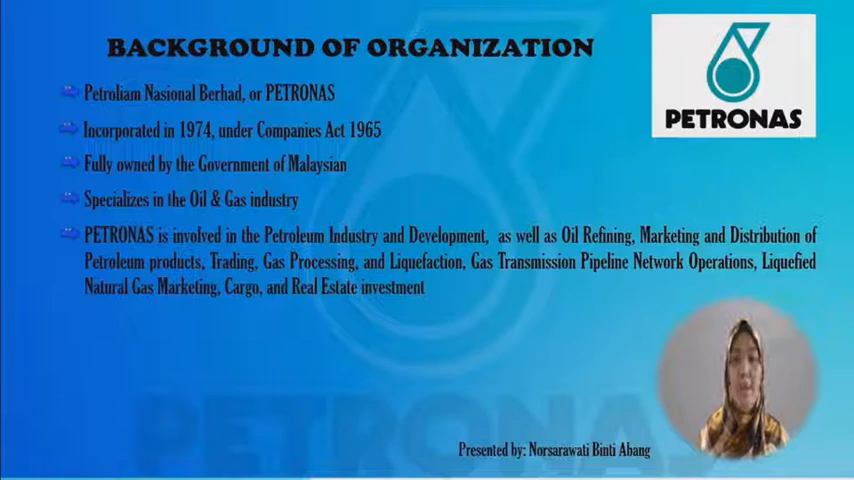 BACKGROUND OF ORGANIZATION
PETRONAS
Petroliam Nasional Berhad, or PETRONAS
Incorporated in 1974, under Companies Act 1965
Fully owned by the Government of Malaysian
Specializes in the Oil & Gas industry
PETRONAS is involved in the Petroleum Industry and Development, as well as Oil Refining, Marketing and Distribution of
Petroleum products, Trading, Gas Processing, and Liquefaction, Gas Transmission Pipeline Network Operations, Liquefied
Natural Gas Marketing, Cargo, and Real Estate investment
PETRONAS
Presented by: Norsarawati Binti Abang